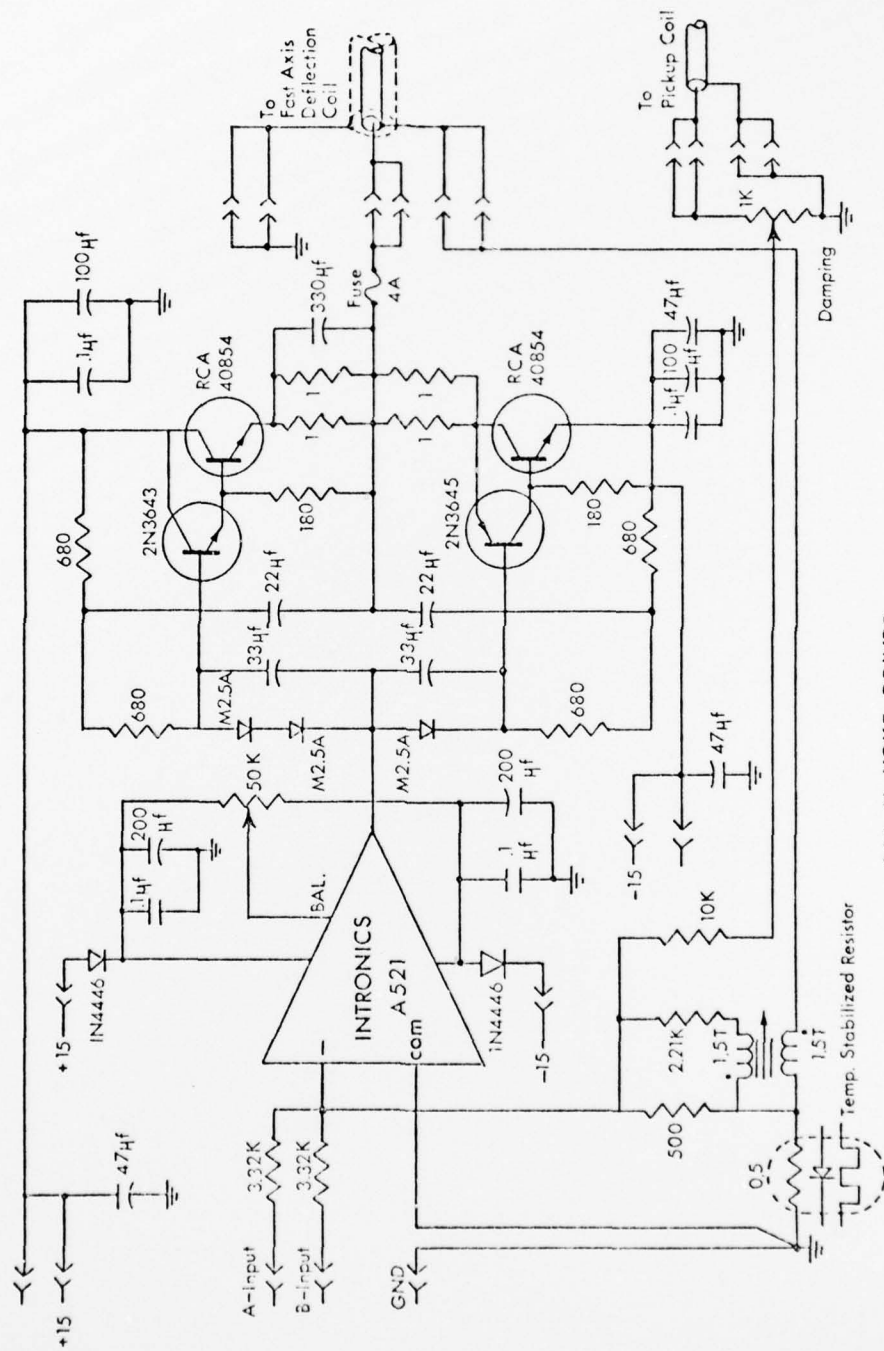 +15
47µf
A-Input
3.32K
B-Input
3.32K
GND
+15
1N4446
.1µf
200
µf
BAL.
50 K
INTRONICS
A521
com
–
1N4446
-15
.1
µf
200
µf
680
680
M2.5A
M2.5A
M2.5A
33µf
33µf
22µf
22µf
680
680
2N3643
180
RCA
40854
.1µf
100µf
1
1
1
1
330µf
Fuse
4A
2N3645
180
RCA
40854
.1µf
100
µf
47µf
To
Fast Axis
Deflection
Coil
To
Pickup Coil
1K
Damping
-15
47µf
10K
2.21K
500
1.5T
1.5T
0.5
Temp. Stabilized Resistor